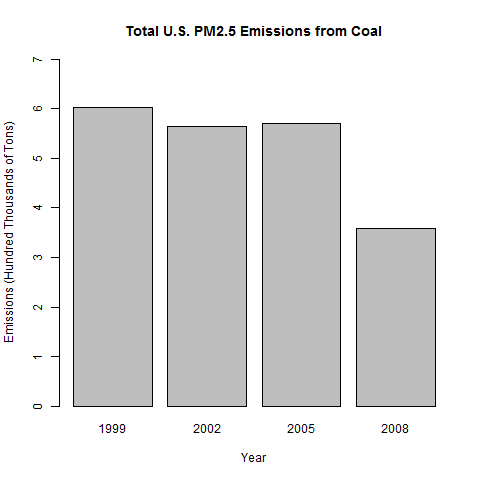 Total U.S. PM2.5 Emissions from Coal
Emissions (Hundred Thousands of Tons)
7
6
5
4
3
2
1
0
1999 2002 2005 2008
Year